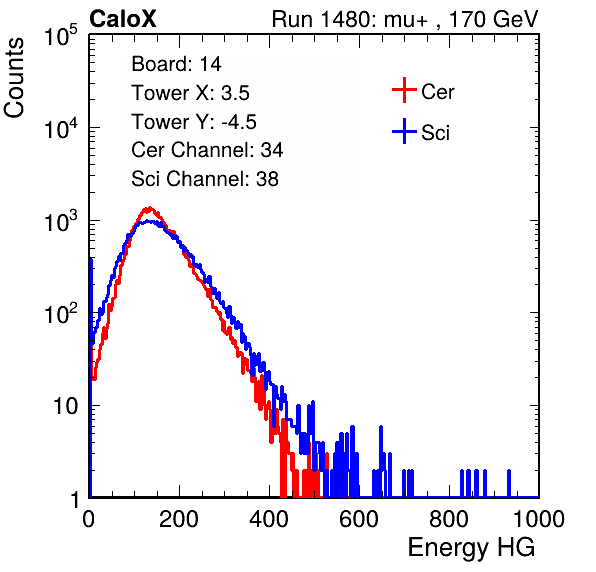 CaloX Run 1480: mu+ , 170 GeV
Counts
10^5
10^4
10^3
10^2
10
1
Board: 14
Tower X: 3.5
Tower Y: -4.5
Cer Channel: 34
Sci Channel: 38
Cer
Sci
0 200 400 600 800 1000
Energy HG